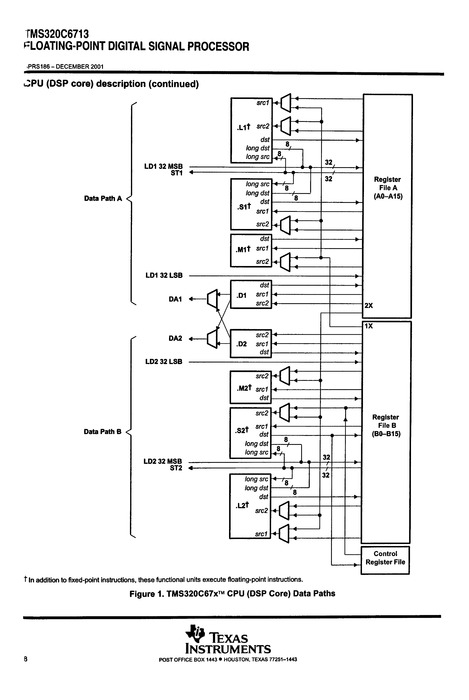 TMS320C6713
FLOATING-POINT DIGITAL SIGNAL PROCESSOR
PRS186 – DECEMBER 2001
CPU (DSP core) description (continued)
src1
.L1†
src2
dst
8
long dst
8
long src
LD1 32 MSB
32
ST1
32
Register
File A
(A0–A15)
Data Path A
long src
8
long dst
8
.S1†
dst
src1
src2
dst
.M1†
src1
src2
LD1 32 LSB
dst
DA1
.D1
src1
src2
2X
1X
DA2
src2
.D2
src1
dst
LD2 32 LSB
src2
.M2†
src1
dst
src2
Register
File B
(B0–B15)
Data Path B
src1
.S2†
dst
8
long dst
8
long src
LD2 32 MSB
32
ST2
32
long src
8
long dst
8
dst
.L2†
src2
src1
Control
Register File
† In addition to fixed-point instructions, these functional units execute floating-point instructions.
Figure 1. TMS320C67x™ CPU (DSP Core) Data Paths
TEXAS
INSTRUMENTS
8
POST OFFICE BOX 1443 • HOUSTON, TEXAS 77251–1443